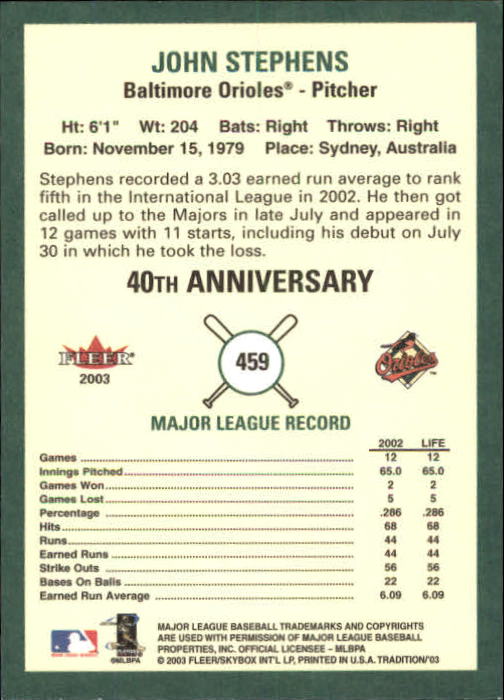 JOHN STEPHENS
Baltimore Orioles® - Pitcher
Ht: 6'1" Wt: 204 Bats: Right Throws: Right
Born: November 15, 1979 Place: Sydney, Australia
Stephens recorded a 3.03 earned run average to rank
fifth in the International League in 2002. He then got
called up to the Majors in late July and appeared in
12 games with 11 starts, including his debut on July
30 in which he took the loss.
40TH ANNIVERSARY
FLEER®
2003
459
Orioles
™
MAJOR LEAGUE RECORD
2002 LIFE
Games 12 12
Innings Pitched 65.0 65.0
Games Won 2 2
Games Lost 5 5
Percentage .286 .286
Hits 68 68
Runs 44 44
Earned Runs 44 44
Strike Outs 56 56
Bases On Balls 22 22
Earned Run Average 6.09 6.09
©MLBPA
MAJOR LEAGUE BASEBALL TRADEMARKS AND COPYRIGHTS
ARE USED WITH PERMISSION OF MAJOR LEAGUE BASEBALL
PROPERTIES, INC. OFFICIAL LICENSEE - MLBPA
© 2003 FLEER/SKYBOX INT'L LP, PRINTED IN U.S.A. TRADITION/'03